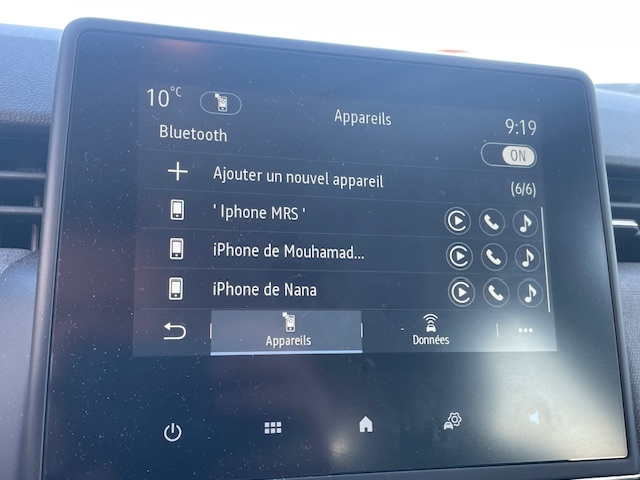 10°C
Appareils
9:19
Bluetooth
ON
Ajouter un nouvel appareil
(6/6)
' Iphone MRS '
iPhone de Mouhamad...
iPhone de Nana
Appareils
Données